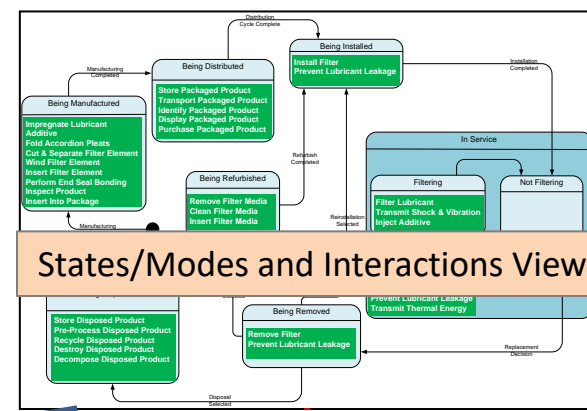 Distribution
Cycle Complete
Being Installed
Install Filter
Prevent Lubricant Leakage
Manufacturing
Completed
Being Distributed
Store Packaged Product
Transport Packaged Product
Identify Packaged Product
Display Packaged Product
Purchase Packaged Product
Installation
Completed
Being Manufactured
Impregnate Lubricant
Additive
Fold Accordion Pleats
Cut & Separate Filter Element
Wind Filter Element
Insert Filter Element
Perform End Seal Bonding
Inspect Product
Insert Into Package
In Service
Refurbish
Completed
Being Refurbished
Remove Filter Media
Clean Filter Media
Insert Filter Media
Filtering
Filter Lubricant
Transmit Shock & Vibration
Inject Additive
Not Filtering
Reinstallation
Selected
Manufacturing
States/Modes and Interactions View
Prevent Lubricant Leakage
Transmit Thermal Energy
Being Removed
Remove Filter
Prevent Lubricant Leakage
Store Disposed Product
Pre-Process Disposed Product
Recycle Disposed Product
Destroy Disposed Product
Decompose Disposed Product
Replacement
Decision
Disposal
Selected